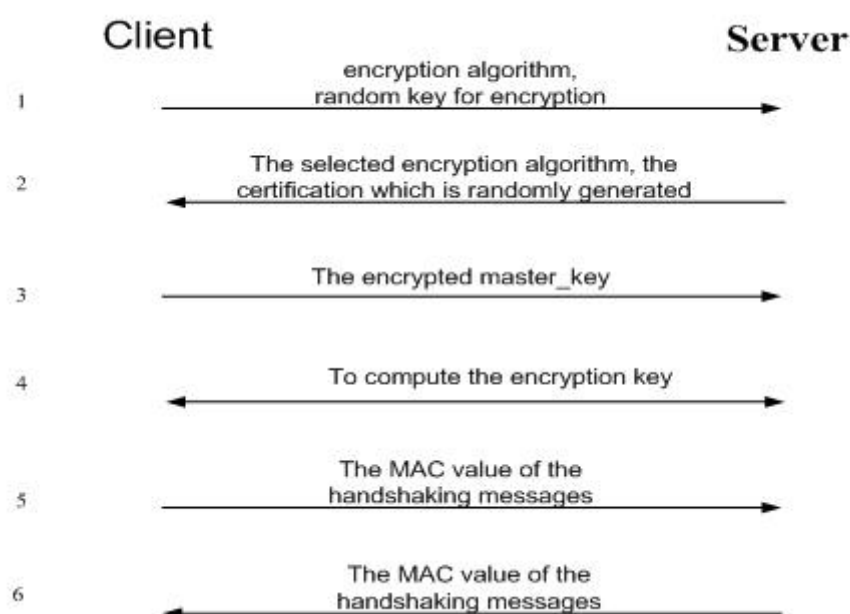 Client Server
encryption algorithm,
1 random key for encryption
The selected encryption algorithm, the
2 certification which is randomly generated
3 The encrypted master_key
4 To compute the encryption key
The MAC value of the
5 handshaking messages
The MAC value of the
6 handshaking messages